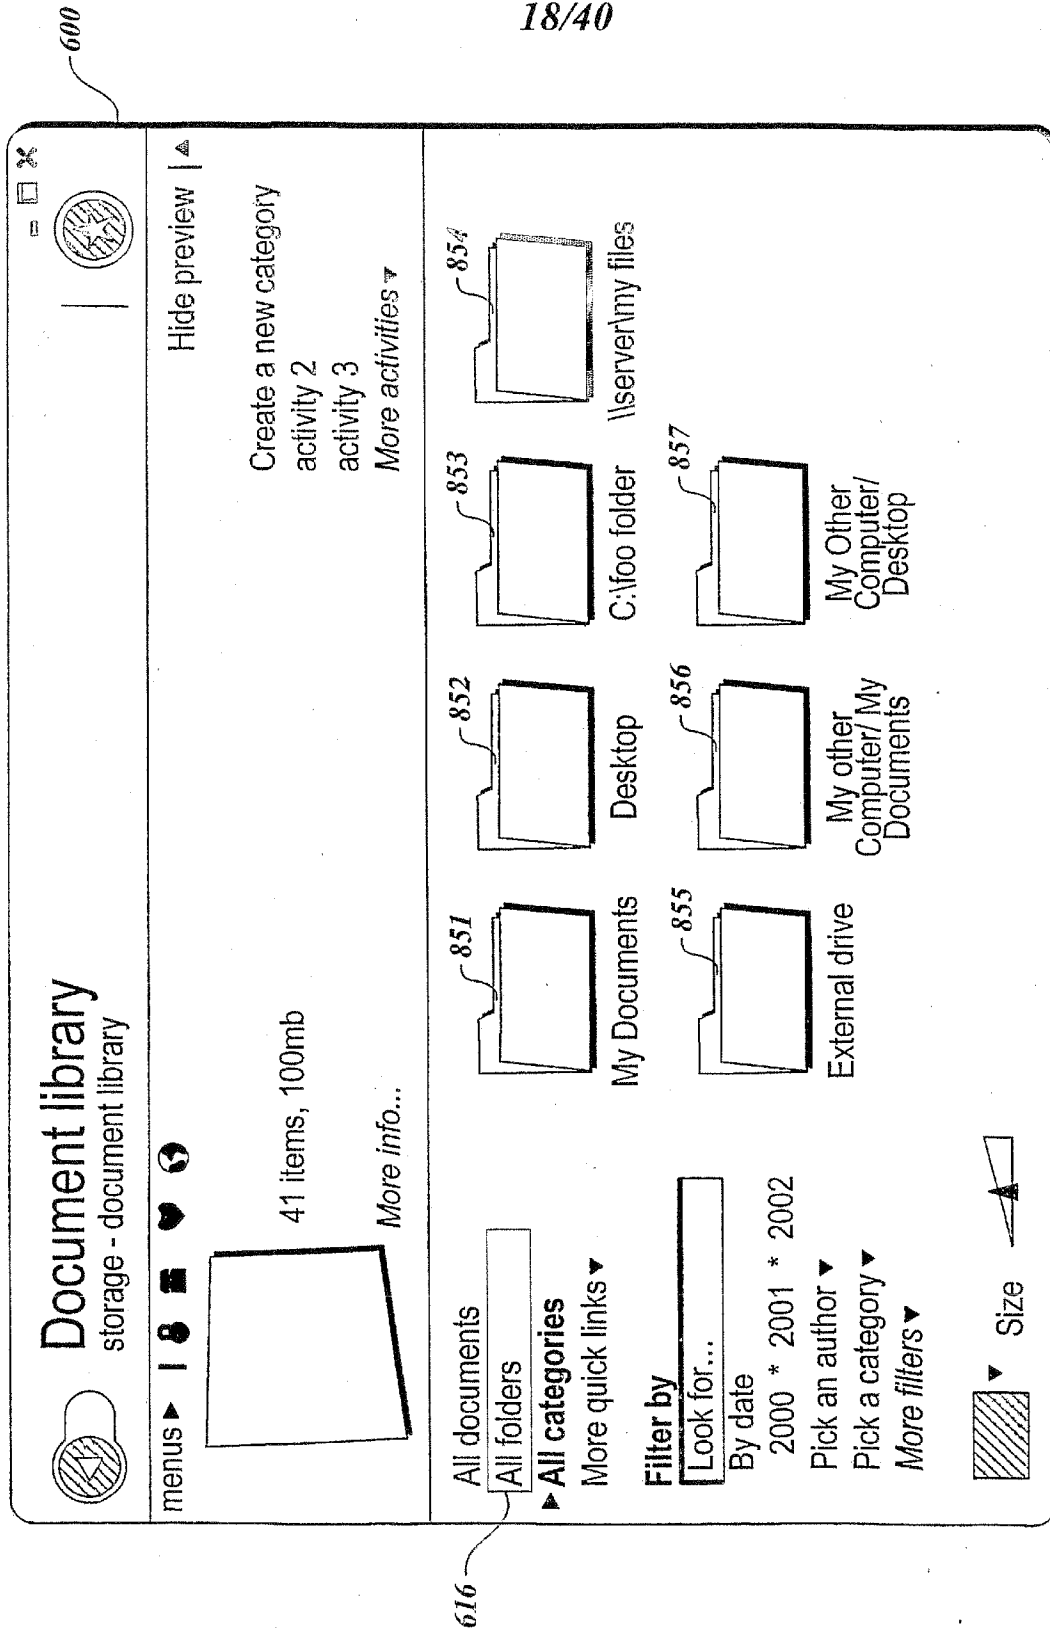 18/40
600
Document library
storage - document library
menus
Hide preview
41 items, 100mb
More info...
Create a new category
activity 2
activity 3
More activities
616
All documents
All folders
All categories
More quick links
Filter by
Look for...
By date
2000 * 2001 * 2002
Pick an author
Pick a category
More filters
Size
851
My Documents
852
Desktop
853
C:\foo folder
854
\\server\my files
855
External drive
856
My other
Computer/ My
Documents
857
My Other
Computer/
Desktop